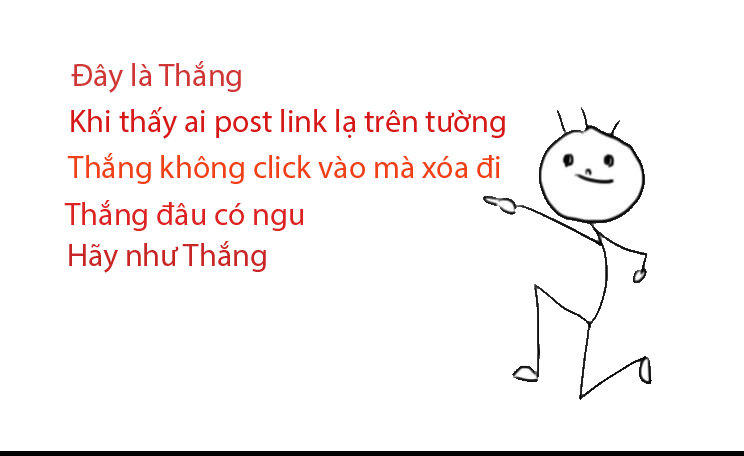 Đây là Thắng
Khi thấy ai post link lạ trên tường
Thắng không click vào mà xóa đi
Thắng đâu có ngu
Hãy như Thắng